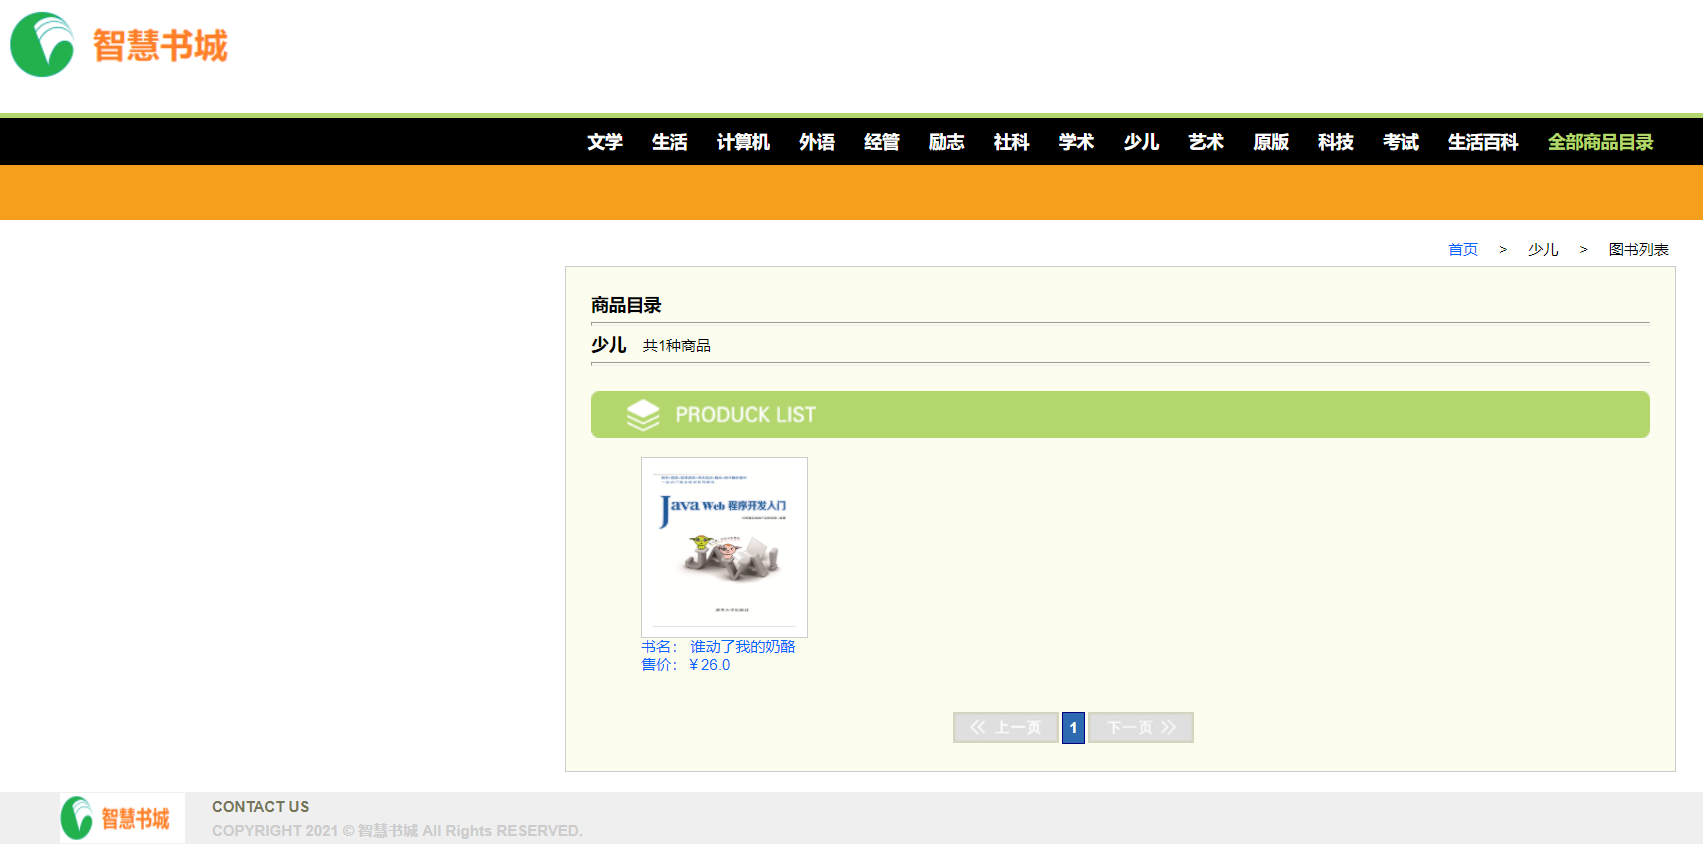 智慧书城
文学 生活 计算机 外语 经管 励志 社科 学术 少儿 艺术 原版 科技 考试 生活百科 全部商品目录
首页 > 少儿 > 图书列表
商品目录
少儿 共1种商品
PRODUCK LIST
Java Web 程序开发入门
书名： 谁动了我的奶酪
售价： ￥26.0
上一页 1 下一页
智慧书城
CONTACT US
COPYRIGHT 2021 © 智慧书城 All Rights RESERVED.